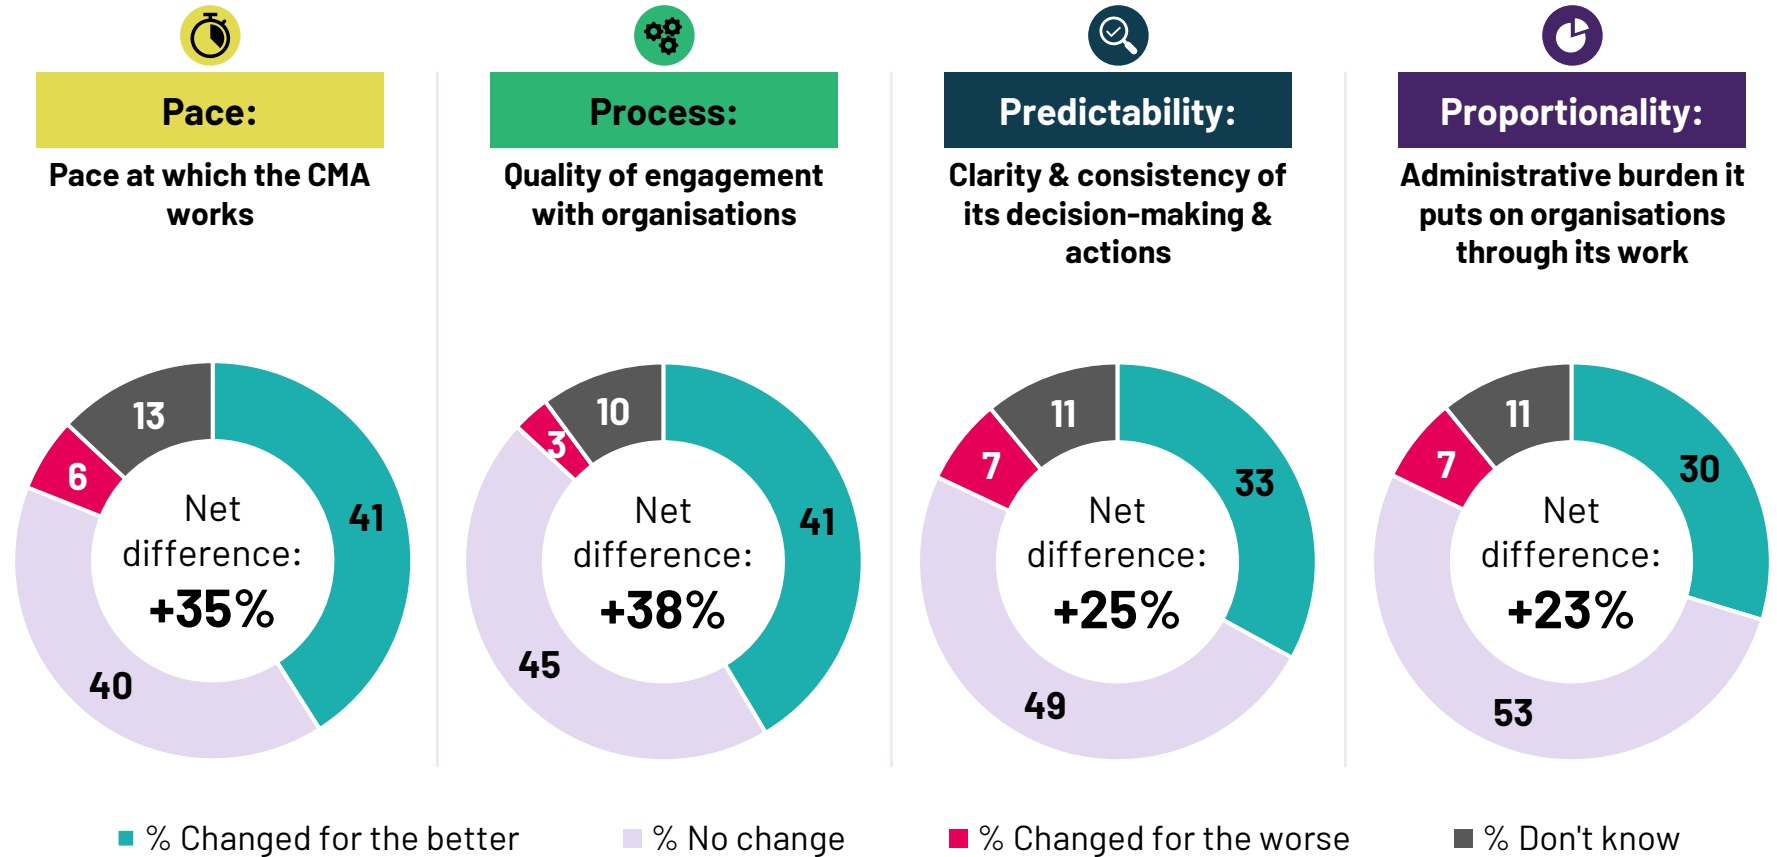 Pace:
Pace at which the CMA
works
13
6
41
40
Net
difference:
+35%
Process:
Quality of engagement
with organisations
10
3
41
45
Net
difference:
+38%
Predictability:
Clarity & consistency of
its decision-making &
actions
11
7
33
49
Net
difference:
+25%
Proportionality:
Administrative burden it
puts on organisations
through its work
11
7
30
53
Net
difference:
+23%
% Changed for the better
% No change
% Changed for the worse
% Don't know